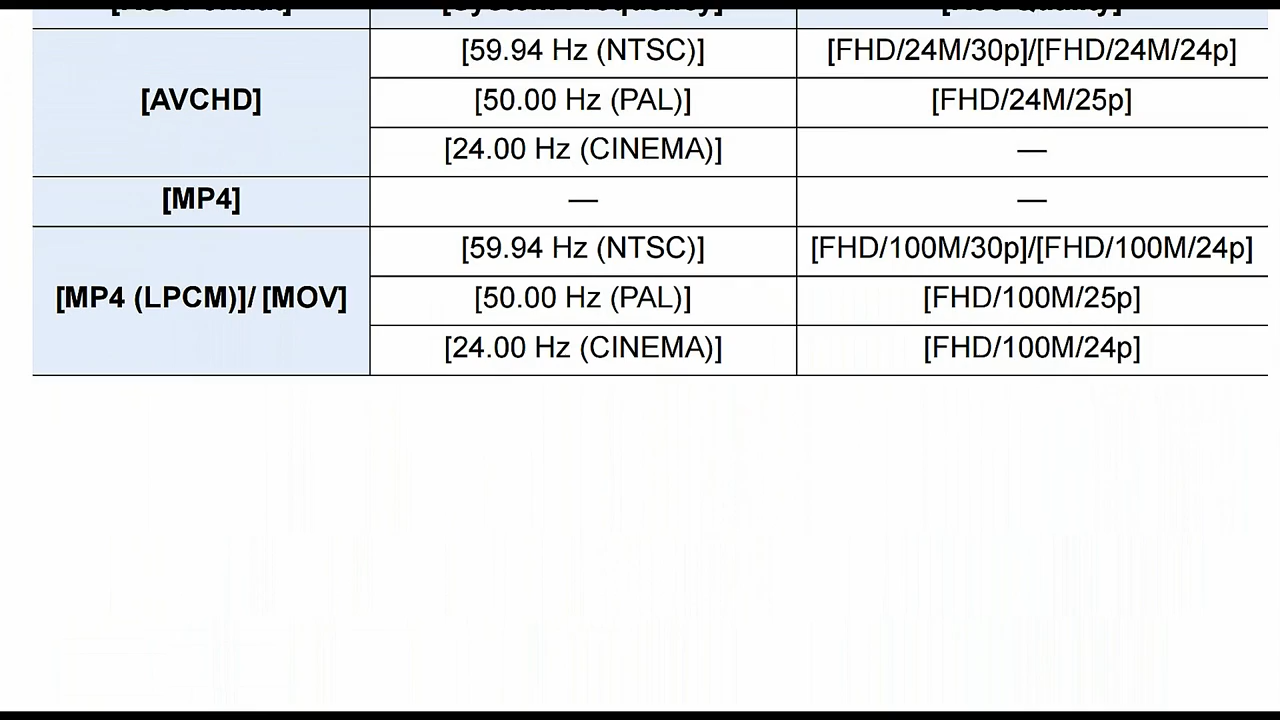 [59.94 Hz (NTSC)] [FHD/24M/30p]/[FHD/24M/24p]
[AVCHD] [50.00 Hz (PAL)] [FHD/24M/25p]
[24.00 Hz (CINEMA)] —
[MP4] — —
[59.94 Hz (NTSC)] [FHD/100M/30p]/[FHD/100M/24p]
[MP4 (LPCM)]/ [MOV] [50.00 Hz (PAL)] [FHD/100M/25p]
[24.00 Hz (CINEMA)] [FHD/100M/24p]